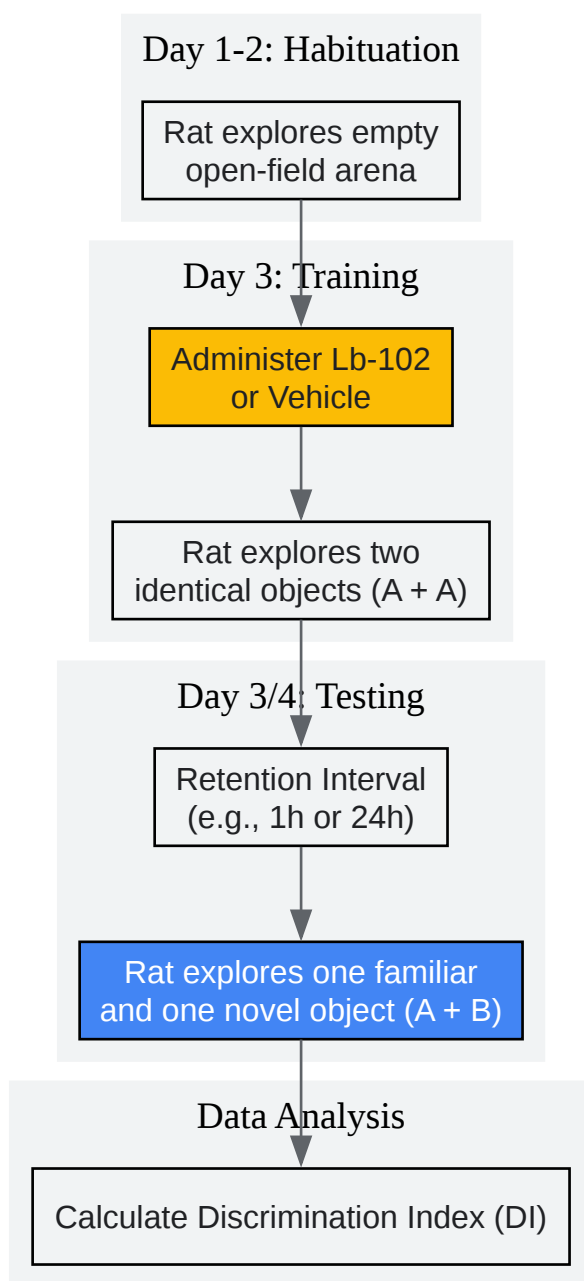 Day 1-2: Habituation
Rat explores empty
open-field arena
Day 3: Training
Administer Lb-102
or Vehicle
Rat explores two
identical objects (A + A)
Day 3/4: Testing
Retention Interval
(e.g., 1h or 24h)
Rat explores one familiar
and one novel object (A + B)
Data Analysis
Calculate Discrimination Index (DI)